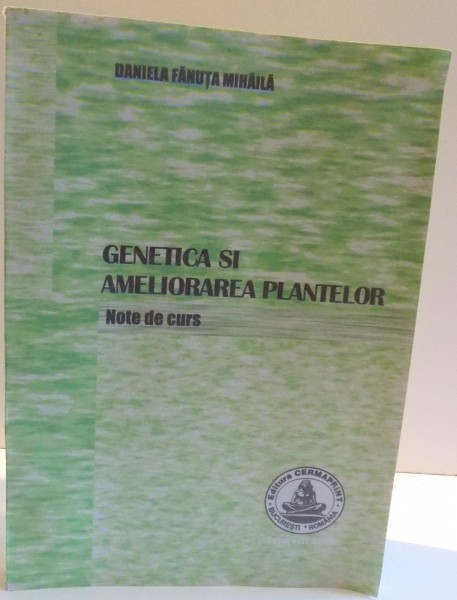 DANIELA FĂNUȚA MIHĂILĂ
GENETICA SI
AMELIORAREA PLANTELOR
Note de curs
Editura CERMAPRINT
BUCUREȘTI * ROMÂNIA